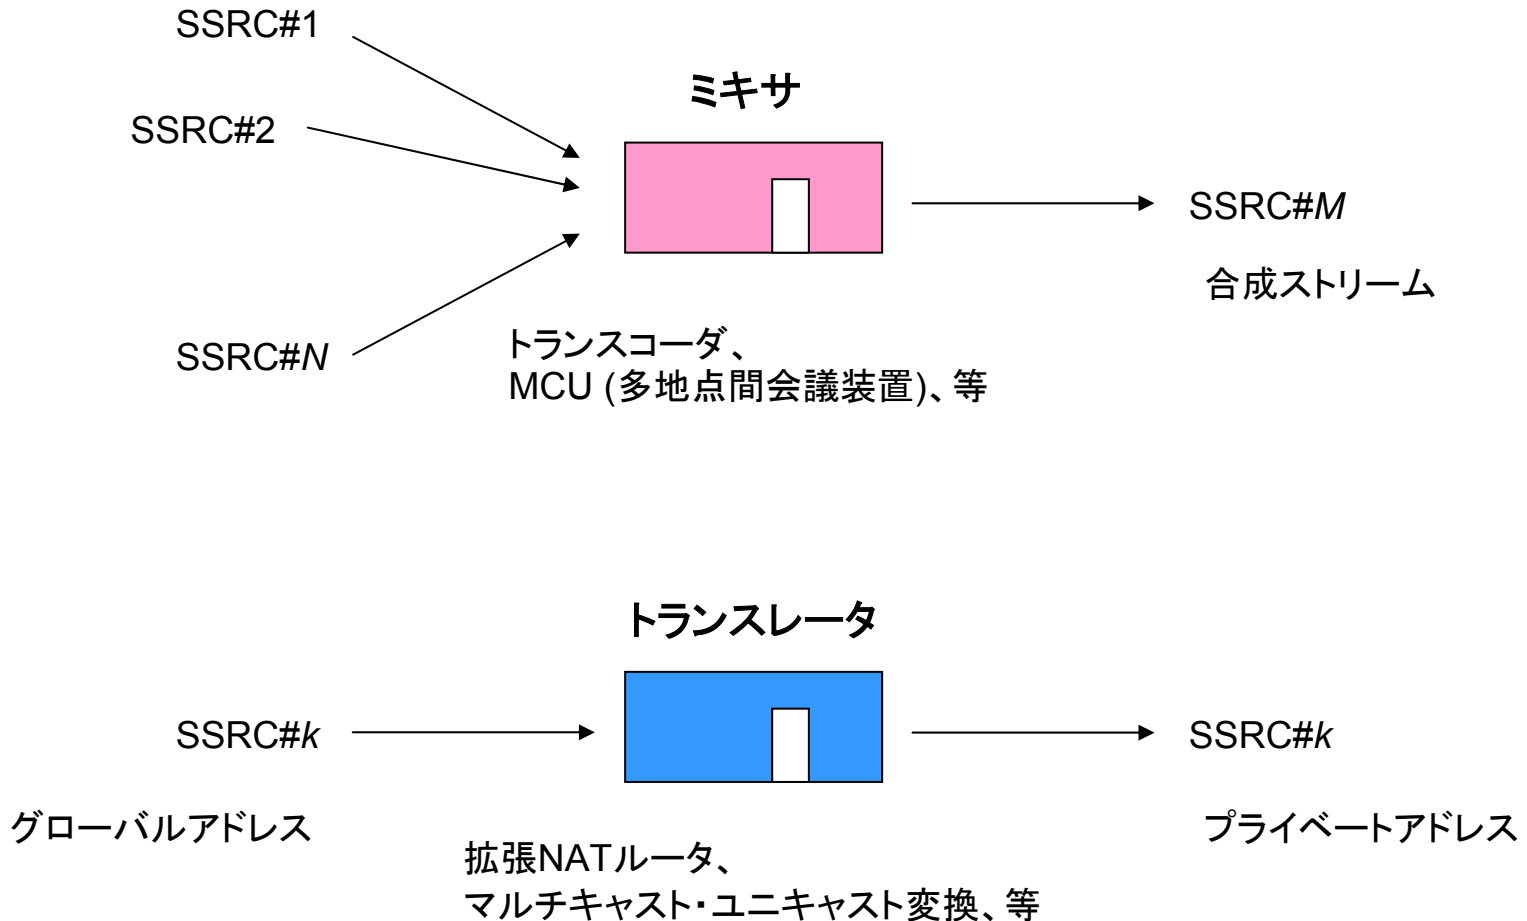 SSRC#1
ミキサ
SSRC#2
SSRC#M
合成ストリーム
SSRC#N
トランスコーダ、
MCU (多地点間会議装置)、等
トランスレータ
SSRC#k
SSRC#k
グローバルアドレス
プライベートアドレス
拡張NATルータ、
マルチキャスト・ユニキャスト変換、等